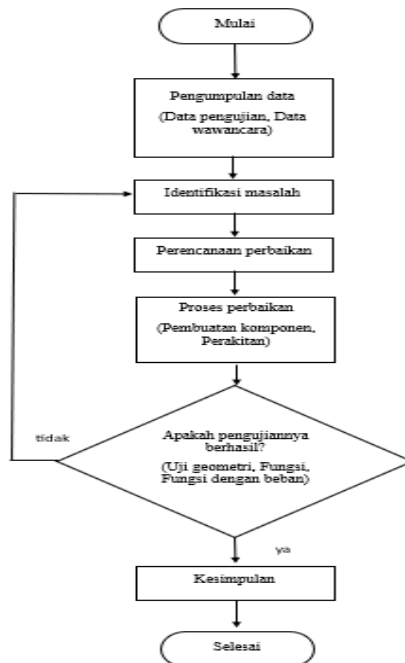 Mulai
Pengumpulan data
(Data pengujian, Data
wawancara)
Identifikasi masalah
Perencanaan perbaikan
Proses perbaikan
(Pembuatan komponen,
Perakitan)
tidak
Apakah pengujiannya
berhasil?
(Uji geometri, Fungsi,
Fungsi dengan beban)
ya
Kesimpulan
Selesai